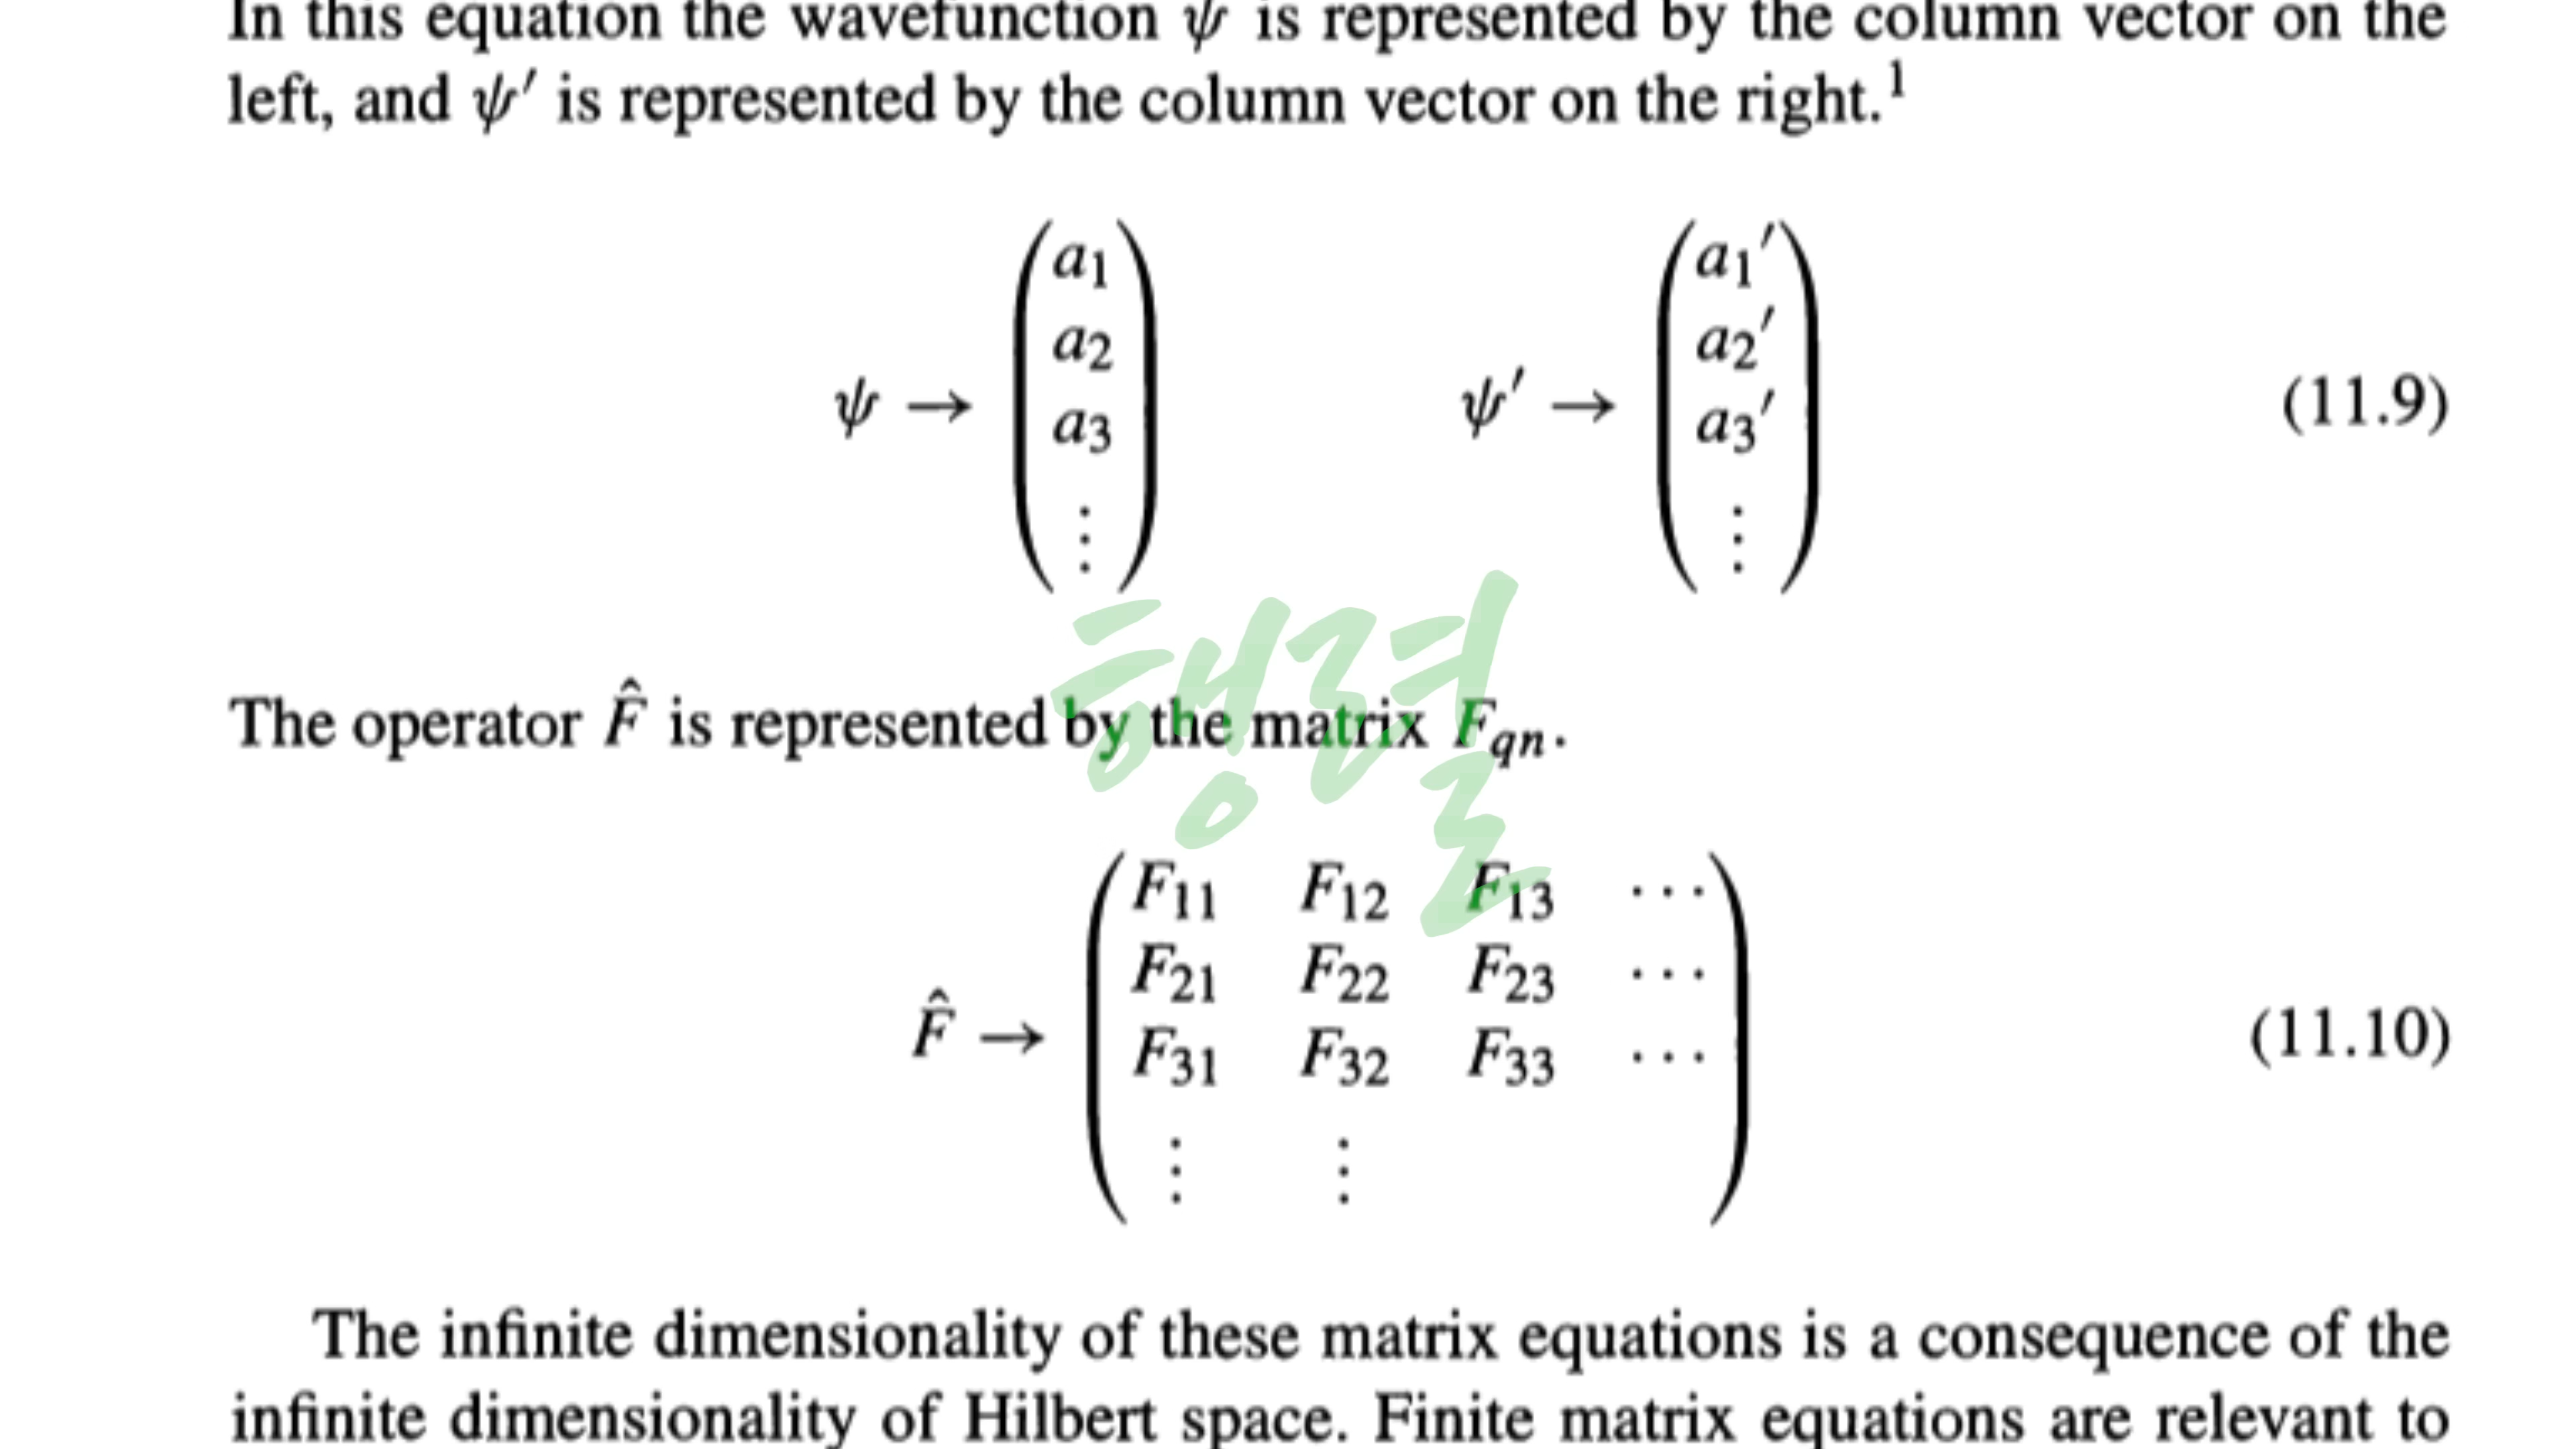 In this equation the wavefunction ψ is represented by the column vector on the
left, and ψ′ is represented by the column vector on the right.¹
ψ → (a₁ a₂ a₃ ⋮) ψ′ → (a₁′ a₂′ a₃′ ⋮) (11.9)
행렬
The operator F̂ is represented by the matrix F_qn.
F̂ → (F₁₁ F₁₂ F₁₃ ···
F₂₁ F₂₂ F₂₃ ···
F₃₁ F₃₂ F₃₃ ···
⋮ ⋮) (11.10)
The infinite dimensionality of these matrix equations is a consequence of the
infinite dimensionality of Hilbert space. Finite matrix equations are relevant to